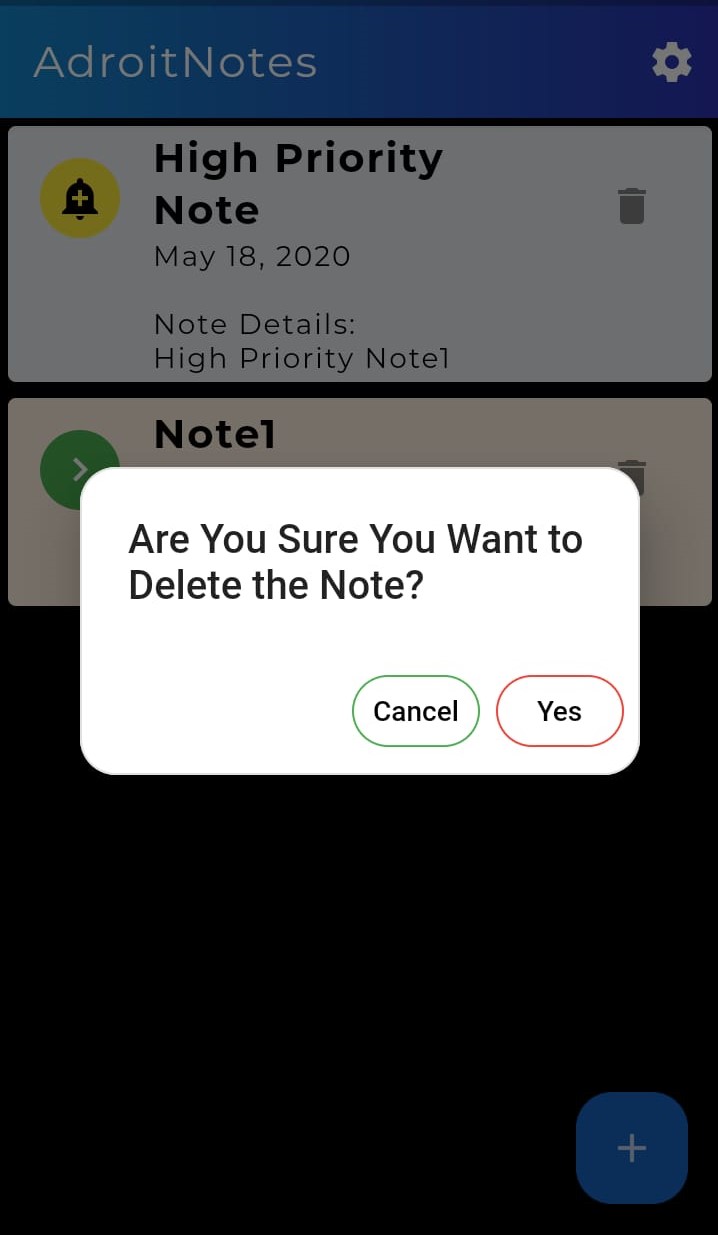 AdroitNotes
High Priority
Note
May 18, 2020
Note Details:
High Priority Note1
Note1
Are You Sure You Want to
Delete the Note?
Cancel Yes